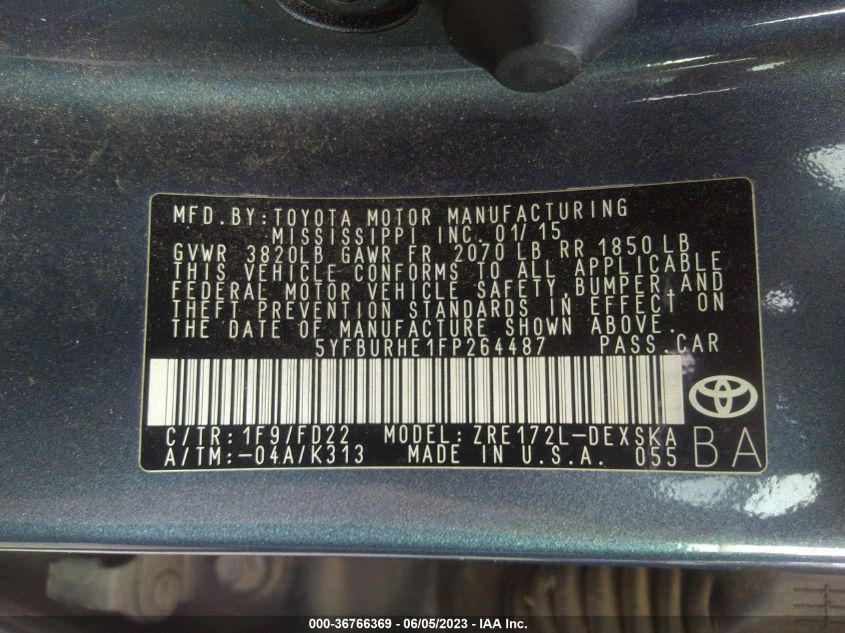 MFD.BY:TOYOTA MOTOR MANUFACTURING
MISSISSIPPI INC. 01/15
GVWR 3820LB GAWR FR 2070 LB RR 1850 LB
THIS VEHICLE CONFORMS TO ALL APPLICABLE
FEDERAL MOTOR VEHICLE SAFETY, BUMPER, AND
THEFT PREVENTION STANDARDS IN EFFECT ON
THE DATE OF MANUFACTURE SHOWN ABOVE.
5YFBURHE1FP264487 PASS.CAR
C/TR:1F9/FD22 MODEL:ZRE172L-DEXSKA
A/TM:-04A/K313 MADE IN U.S.A. 055 BA
000-36766369 - 06/05/2023 - IAA Inc.